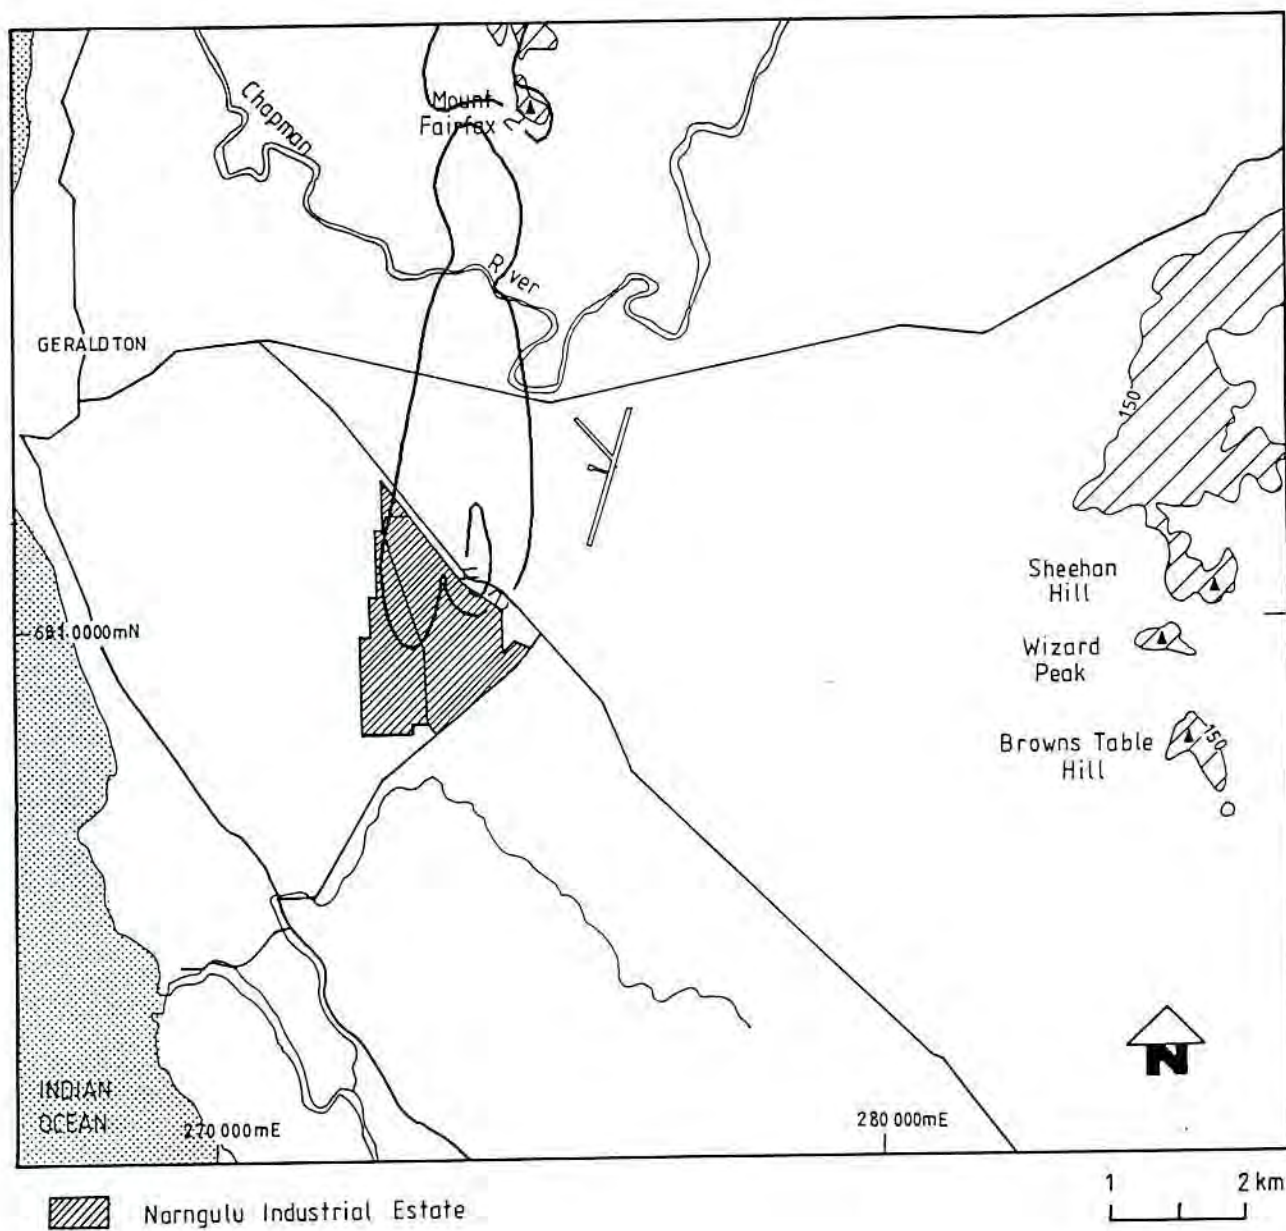 Mount
Fairfax
Chapman
River
GERALDTON
150
Sheehan
Hill
Wizard
Peak
Browns Table
Hill
150
INDIAN
OCEAN
270 000mE
280 000mE
N
1 2 km
Narngulu Industrial Estate